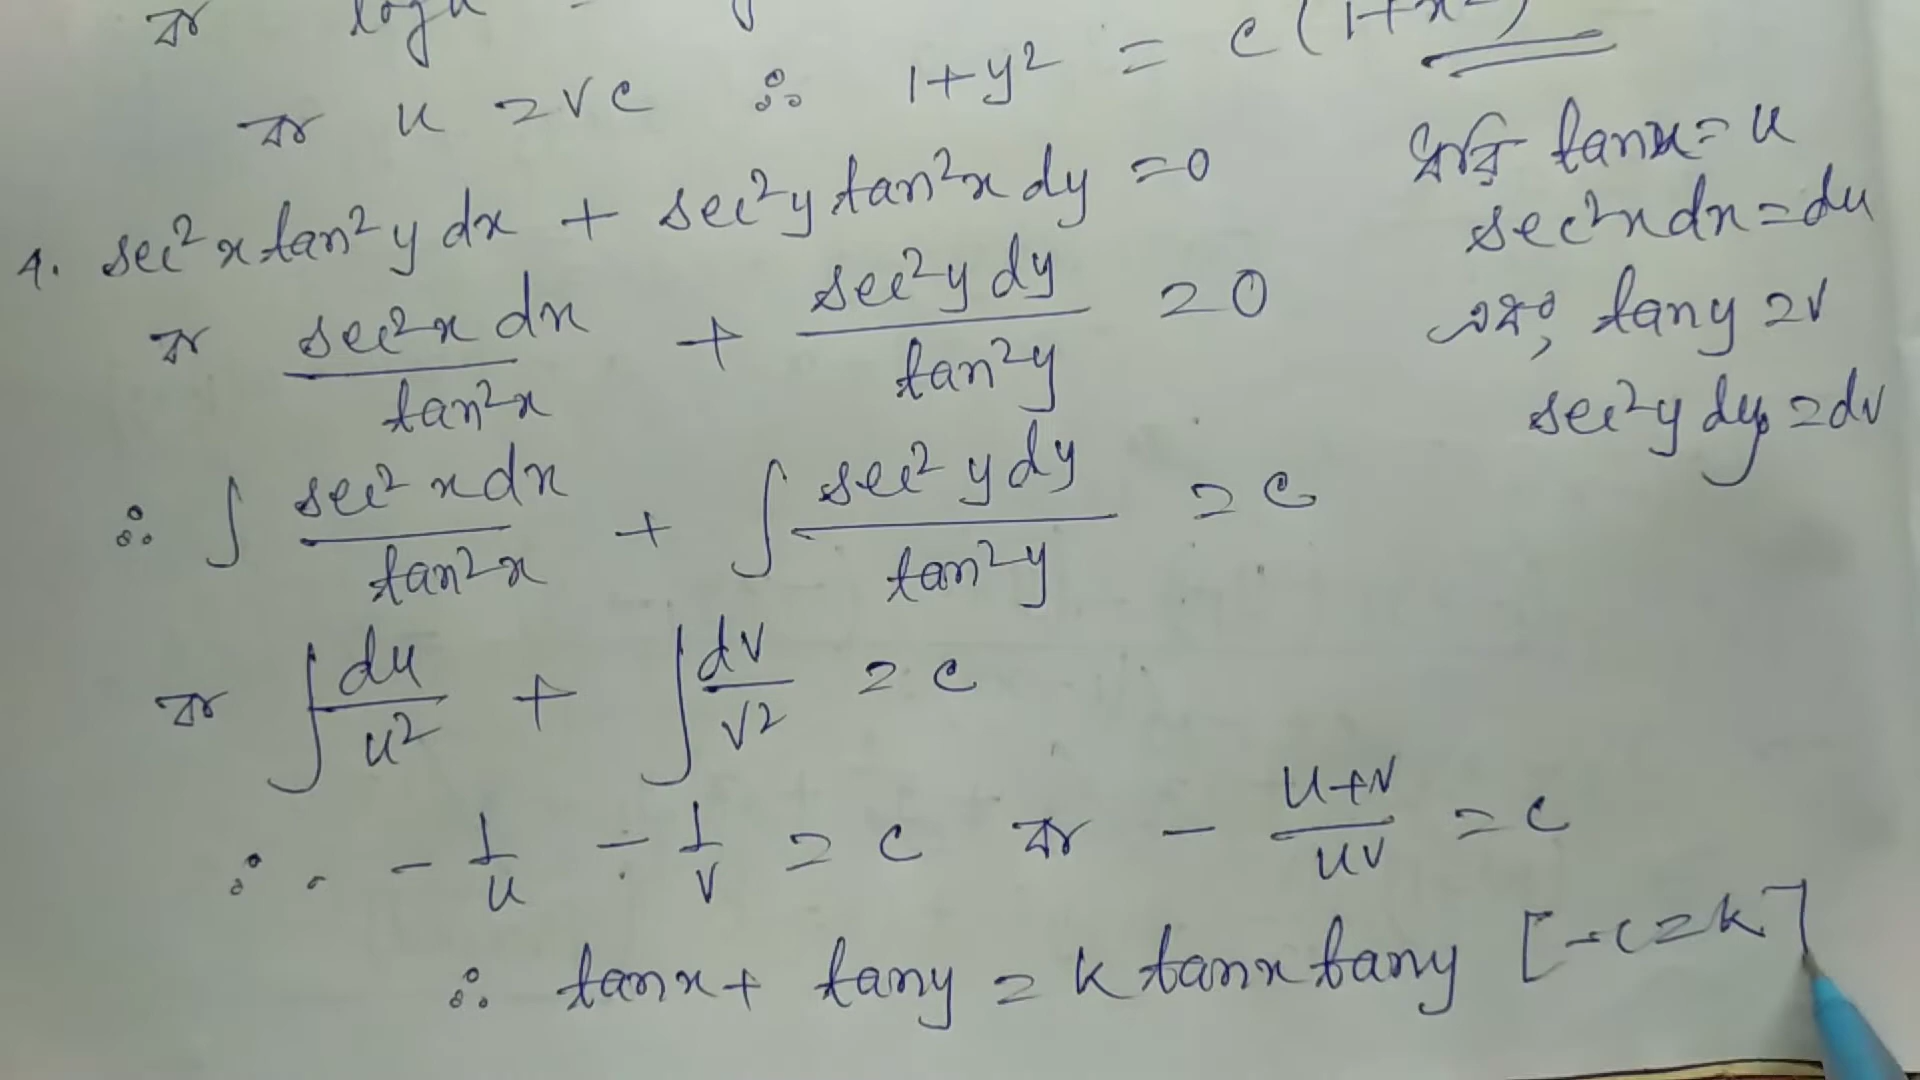 বা logu
বা u = vc ∴ 1+y² = c(1+x²)
4. sec²x tan²y dx + sec²y tan²x dy = 0
বা sec²x dx / tan²x + sec²y dy / tan²y = 0
∴ ∫ sec²x dx / tan²x + ∫ sec²y dy / tan²y = c
বা ∫ du/u² + ∫ dv/v² = c
∴ - 1/u - 1/v = c বা - (u+v)/uv = c
∴ tanx + tany = k tanx tany [-c=k]
ধরি tanx = u
sec²x dx = du
এবং, tany = v
sec²y dy = dv